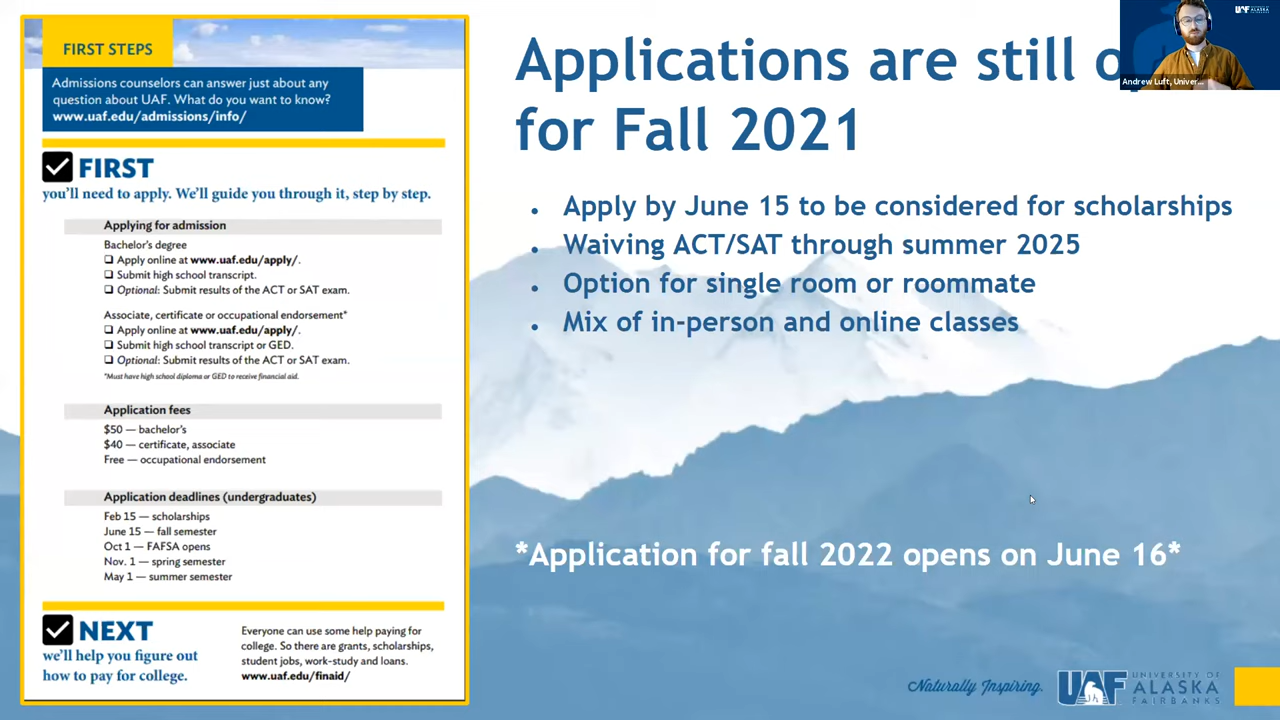 FIRST STEPS
Admissions counselors can answer just about any
question about UAF. What do you want to know?
www.uaf.edu/admissions/info/
FIRST
you'll need to apply. We'll guide you through it, step by step.
Applying for admission
Bachelor's degree
❑ Apply online at www.uaf.edu/apply/.
❑ Submit high school transcript.
❑ Optional: Submit results of the ACT or SAT exam.
Associate, certificate or occupational endorsement*
❑ Apply online at www.uaf.edu/apply/.
❑ Submit high school transcript or GED.
❑ Optional: Submit results of the ACT or SAT exam.
*Must have high school diploma or GED to receive financial aid.
Application fees
$50 — bachelor's
$40 — certificate, associate
Free — occupational endorsement
Application deadlines (undergraduates)
Feb 15 — scholarships
June 15 — fall semester
Oct 1 — FAFSA opens
Nov. 1 — spring semester
May 1 — summer semester
NEXT
we'll help you figure out
how to pay for college.
Everyone can use some help paying for
college. So there are grants, scholarships,
student jobs, work-study and loans.
www.uaf.edu/finaid/
Applications are still
for Fall 2021
• Apply by June 15 to be considered for scholarships
• Waiving ACT/SAT through summer 2025
• Option for single room or roommate
• Mix of in-person and online classes
*Application for fall 2022 opens on June 16*
Naturally Inspiring.
UAF
UNIVERSITY OF
ALASKA
FAIRBANKS
UAF
ALASKA
Andrew Luft, Univer...